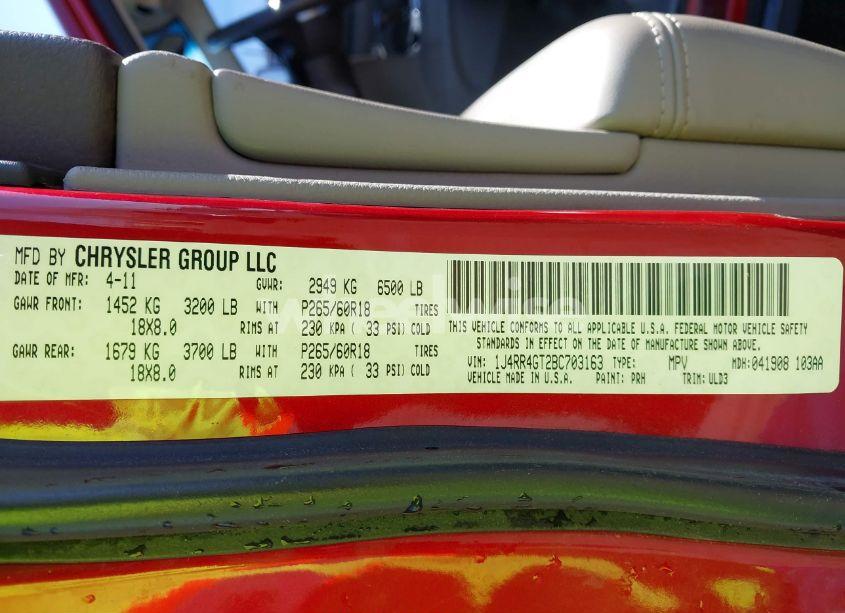 MFD BY CHRYSLER GROUP LLC
DATE OF MFR: 4-11 GVWR: 2949 KG 6500 LB
GAWR FRONT: 1452 KG 3200 LB WITH P265/60R18 TIRES
18X8.0 RIMS AT 230 KPA ( 33 PSI) COLD
GAWR REAR: 1679 KG 3700 LB WITH P265/60R18 TIRES
18X8.0 RIMS AT 230 KPA ( 33 PSI) COLD
THIS VEHICLE CONFORMS TO ALL APPLICABLE U.S.A. FEDERAL MOTOR VEHICLE SAFETY
STANDARDS IN EFFECT ON THE DATE OF MANUFACTURE SHOWN ABOVE.
VIN: 1J4RR4GT2BC703163 TYPE: MPV MDH:041908 103AA
VEHICLE MADE IN U.S.A. PAINT: PRH TRIM: ULD3